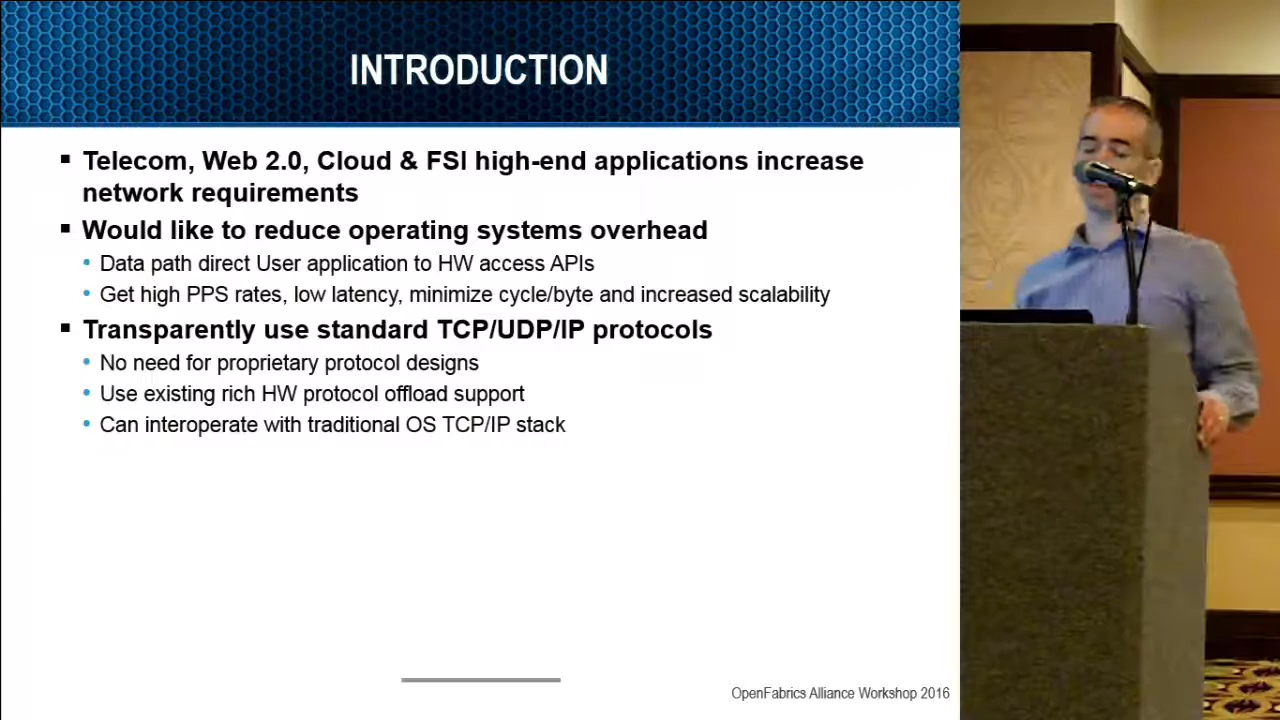 INTRODUCTION
▪ Telecom, Web 2.0, Cloud & FSI high-end applications increase
network requirements
▪ Would like to reduce operating systems overhead
• Data path direct User application to HW access APIs
• Get high PPS rates, low latency, minimize cycle/byte and increased scalability
▪ Transparently use standard TCP/UDP/IP protocols
• No need for proprietary protocol designs
• Use existing rich HW protocol offload support
• Can interoperate with traditional OS TCP/IP stack
OpenFabrics Alliance Workshop 2016